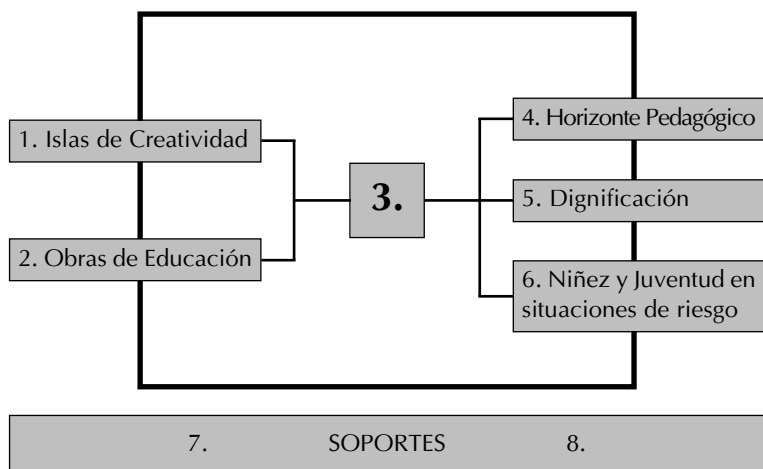 1. Islas de Creatividad
2. Obras de Educación
3.
4. Horizonte Pedagógico
5. Dignificación
6. Niñez y Juventud en
situaciones de riesgo
7. SOPORTES 8.